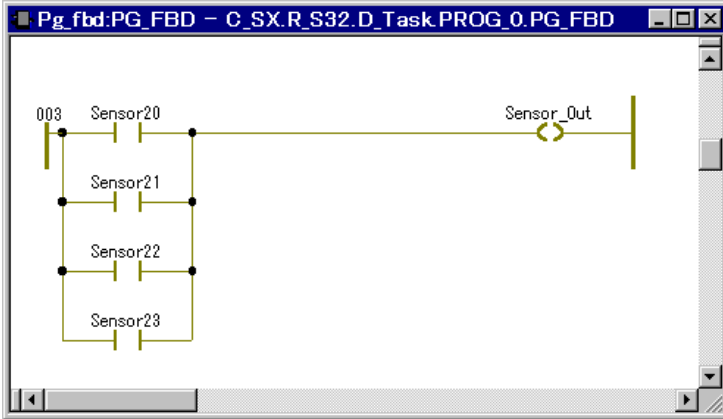 Pg_fbd:PG_FBD - C_SX.R_S32.D_Task.PROG_0.PG_FBD
003 Sensor20 Sensor_Out
Sensor21
Sensor22
Sensor23